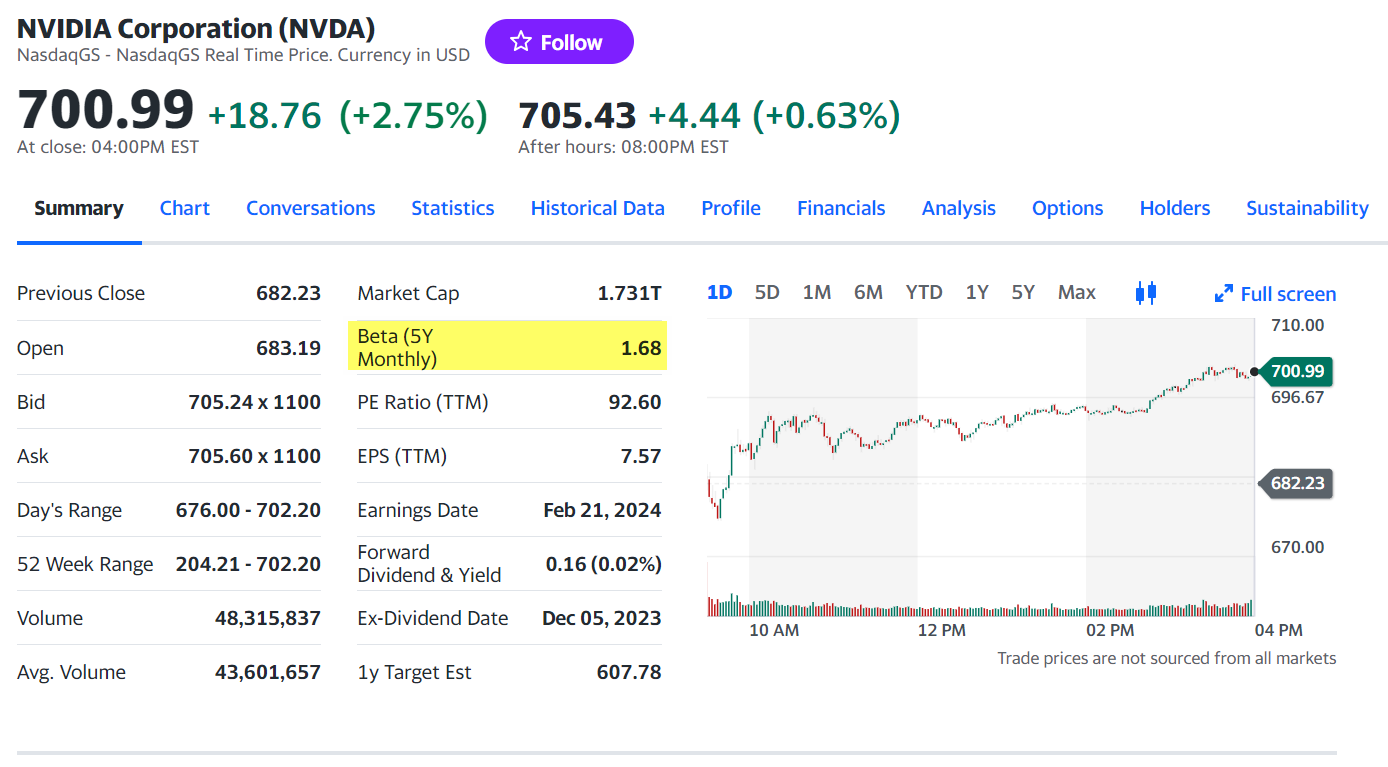 NVIDIA Corporation (NVDA)
NasdaqGS - NasdaqGS Real Time Price. Currency in USD
Follow
700.99 +18.76 (+2.75%)
At close: 04:00PM EST
705.43 +4.44 (+0.63%)
After hours: 08:00PM EST
Summary Chart Conversations Statistics Historical Data Profile Financials Analysis Options Holders Sustainability
Previous Close 682.23
Open 683.19
Bid 705.24 x 1100
Ask 705.60 x 1100
Day's Range 676.00 - 702.20
52 Week Range 204.21 - 702.20
Volume 48,315,837
Avg. Volume 43,601,657
Market Cap 1.731T
Beta (5Y
Monthly) 1.68
PE Ratio (TTM) 92.60
EPS (TTM) 7.57
Earnings Date Feb 21, 2024
Forward
Dividend & Yield 0.16 (0.02%)
Ex-Dividend Date Dec 05, 2023
1y Target Est 607.78
1D 5D 1M 6M YTD 1Y 5Y Max Full screen
710.00
700.99
696.67
682.23
670.00
10 AM 12 PM 02 PM 04 PM
Trade prices are not sourced from all markets